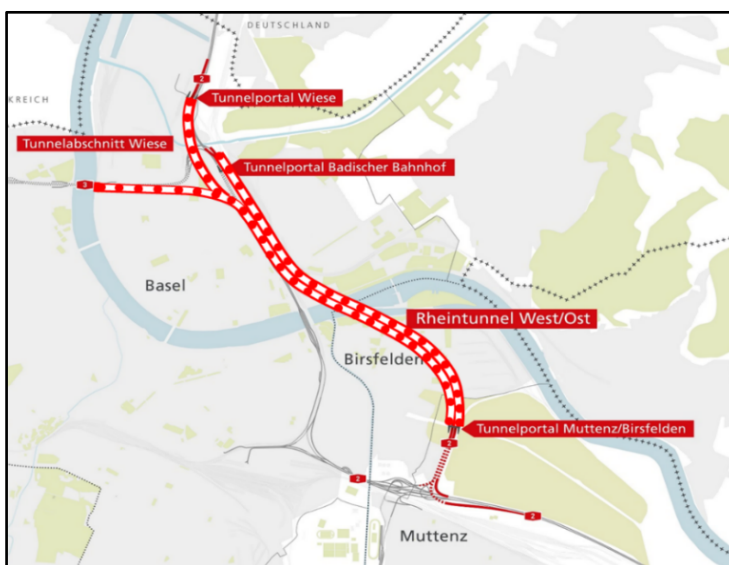 DEUTSCHLAND
2
Tunnelportal Wiese
KREICH
Tunnelabschnitt Wiese
Tunnelportal Badischer Bahnhof
3
Basel
Rheintunnel West/Ost
Birsfelden
Tunnelportal Muttenz/Birsfelden
2
2
2
Muttenz